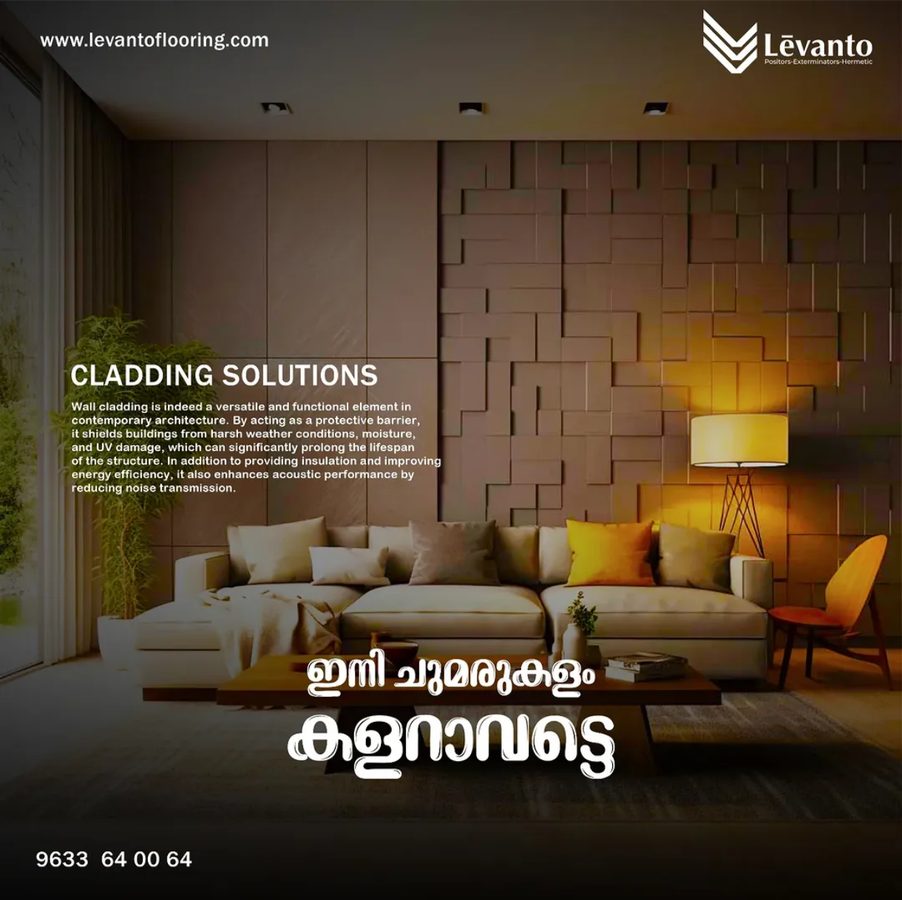 www.levantoflooring.com
Lēvanto
Positors-Exterminators-Hermetic
CLADDING SOLUTIONS
Wall cladding is indeed a versatile and functional element in
contemporary architecture. By acting as a protective barrier,
it shields buildings from harsh weather conditions, moisture,
and UV damage, which can significantly prolong the lifespan
of the structure. In addition to providing insulation and improving
energy efficiency, it also enhances acoustic performance by
reducing noise transmission.
ഇനി ചുമരുകളും
കളറാവട്ടെ
9633 64 00 64